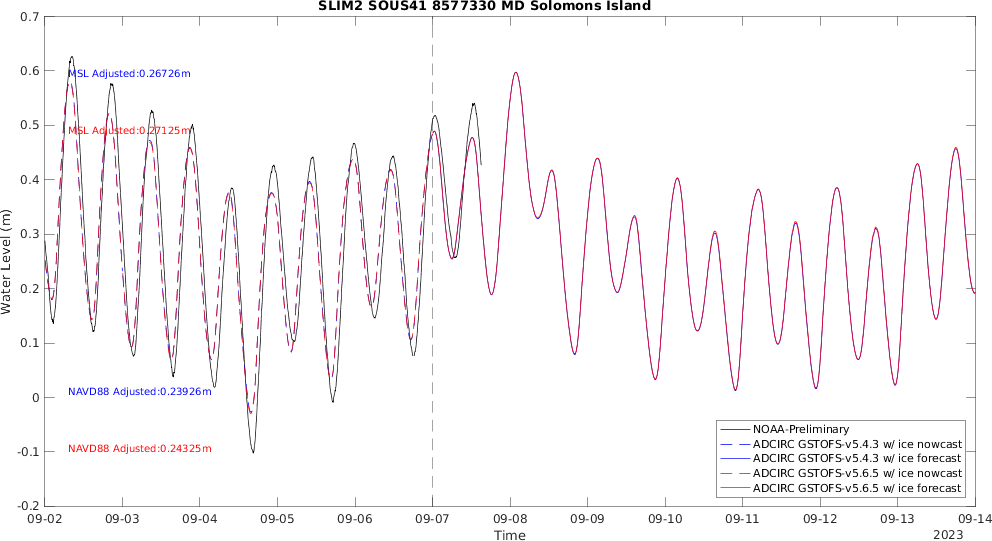 SLIM2 SOUS41 8577330 MD Solomons Island
0.7
0.6
0.5
0.4
0.3
0.2
0.1
0
-0.1
-0.2
Water Level (m)
MSL Adjusted:0.26726m
MSL Adjusted:0.27125m
NAVD88 Adjusted:0.23926m
NAVD88 Adjusted:0.24325m
NOAA-Preliminary
ADCIRC GSTOFS-v5.4.3 w/ ice nowcast
ADCIRC GSTOFS-v5.4.3 w/ ice forecast
ADCIRC GSTOFS-v5.6.5 w/ ice nowcast
ADCIRC GSTOFS-v5.6.5 w/ ice forecast
09-02 09-03 09-04 09-05 09-06 09-07 09-08 09-09 09-10 09-11 09-12 09-13 09-14
Time
2023